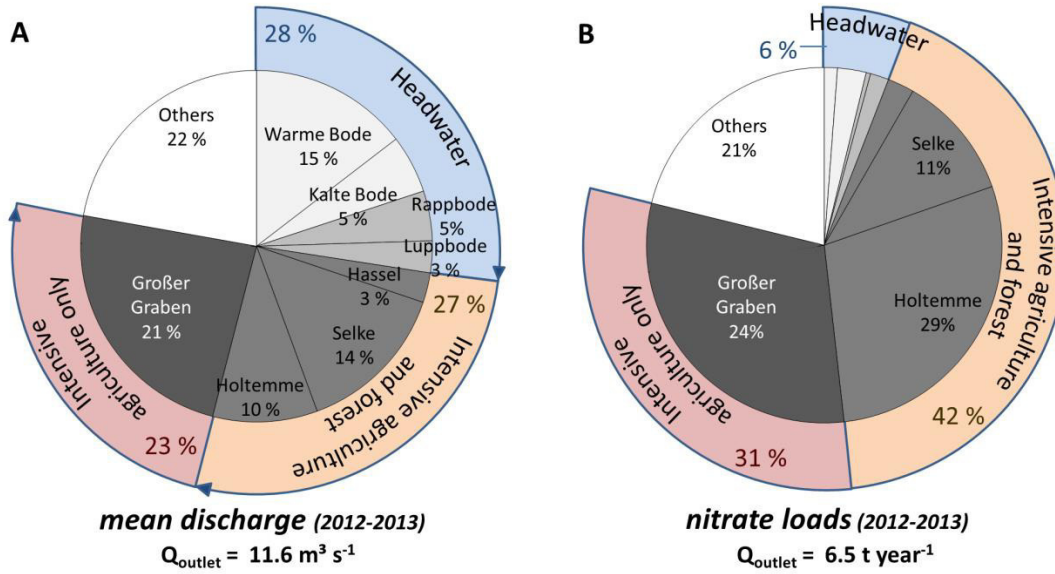 A
28 %
Headwater
Others
22 %
Warme Bode
15 %
Kalte Bode
5 %
Rappbode
5%
Luppbode
3 %
Hassel
3 %
27 %
Selke
14 %
Intensive agriculture
and forest
Holtemme
10 %
Großer
Graben
21 %
Intensive
agriculture only
23 %
mean discharge (2012-2013)
Qoutlet = 11.6 m³ s⁻¹
B
6 %
Headwater
Others
21%
Selke
11%
Intensive agriculture
and forest
Holtemme
29%
42 %
Großer
Graben
24%
Intensive
agriculture only
31 %
nitrate loads (2012-2013)
Qoutlet = 6.5 t year⁻¹